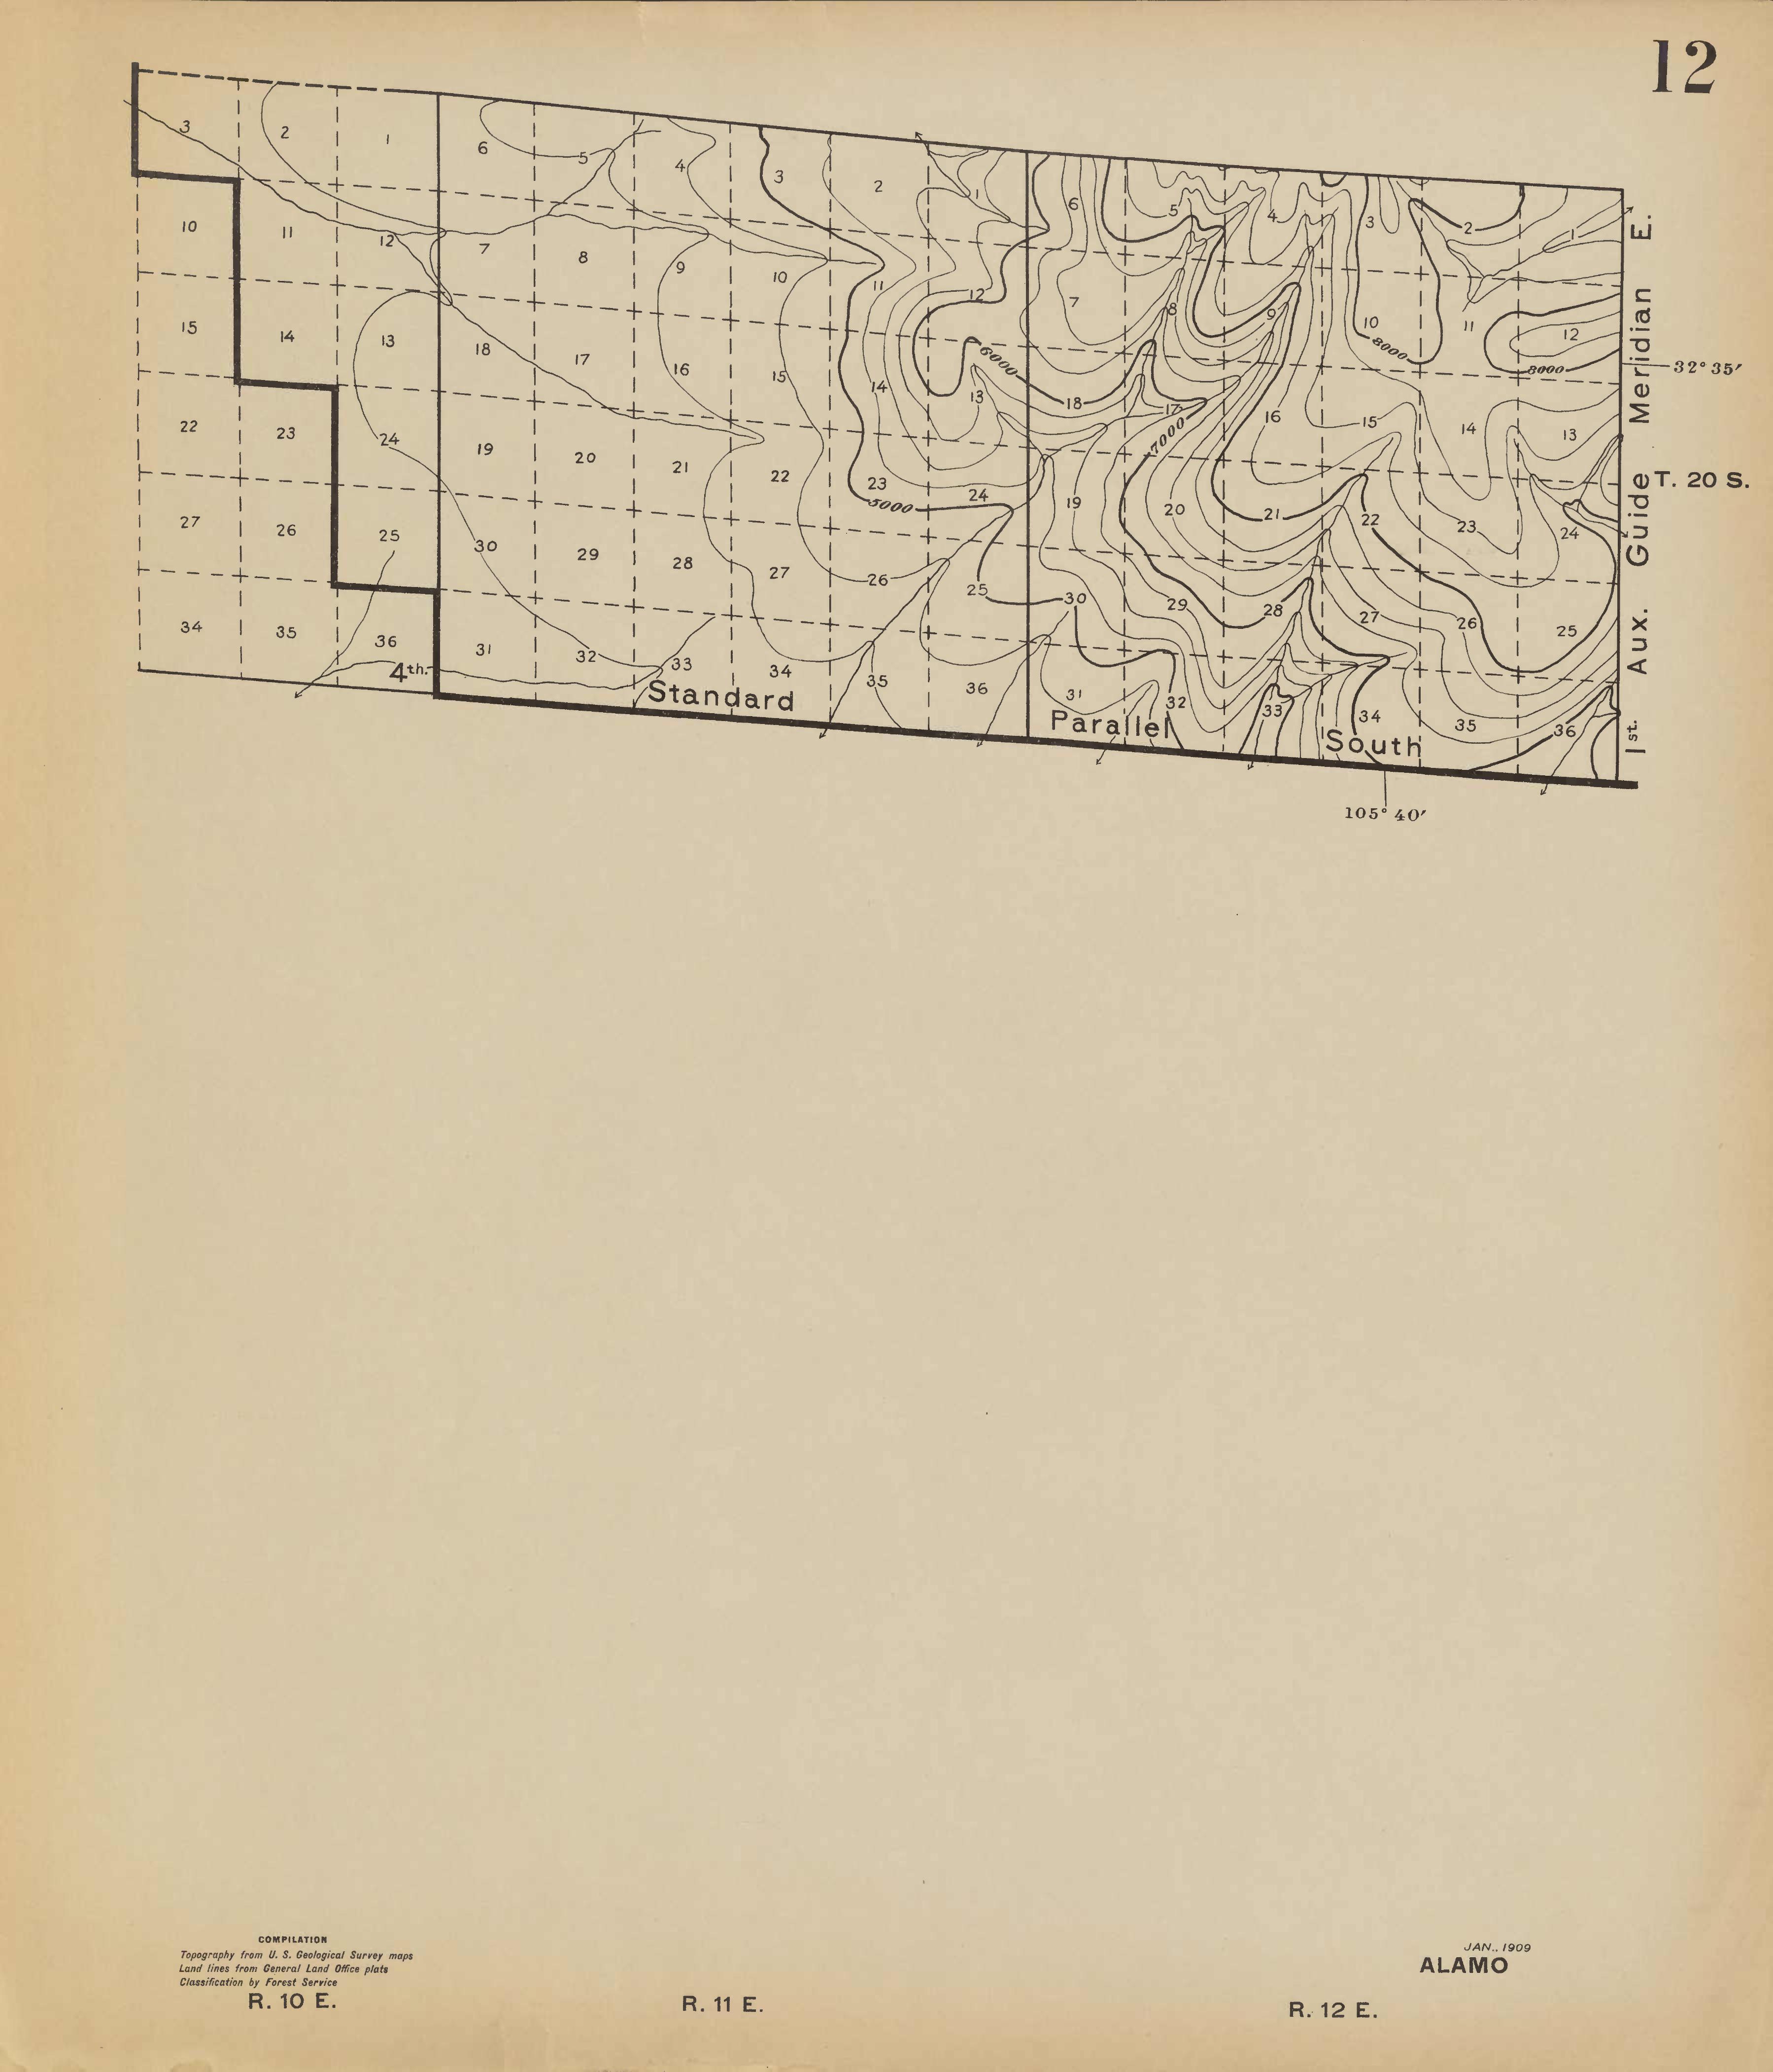 12
3 2 1 6 5 4 3 2 1 6 5 4 3 2 1
10 11 12 7 8 9 10 11 12 7 8 9 10 11 12
15 14 13 18 17 16 15 14 13 18 17 16 15 14 13
22 23 24 19 20 21 22 23 24 19 20 21 22 23 24
27 26 25 30 29 28 27 26 25 30 29 28 27 26 25
34 35 36 31 32 33 34 35 36 31 32 33 34 35 36
5000
6000
7000
8000
8000
4th. Standard Parallel South
1st. Aux. Guide Meridian E.
32° 35′
T. 20 S.
105° 40′
COMPILATION
Topography from U. S. Geological Survey maps
Land lines from General Land Office plats
Classification by Forest Service
JAN., 1909
ALAMO
R. 10 E.
R. 11 E.
R. 12 E.